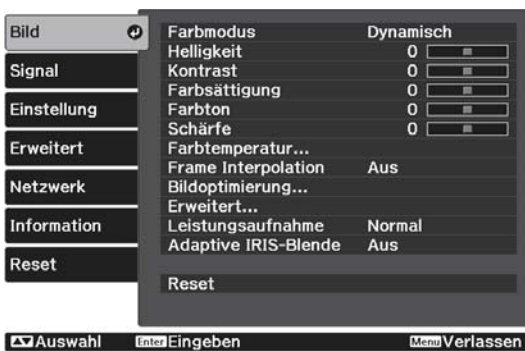 Bild
Signal
Einstellung
Erweitert
Netzwerk
Information
Reset
Farbmodus Dynamisch
Helligkeit 0
Kontrast 0
Farbsättigung 0
Farbton 0
Schärfe 0
Farbtemperatur...
Frame Interpolation Aus
Bildoptimierung...
Erweitert...
Leistungsaufnahme Normal
Adaptive IRIS-Blende Aus
Reset
Auswahl Enter Eingeben Menu Verlassen